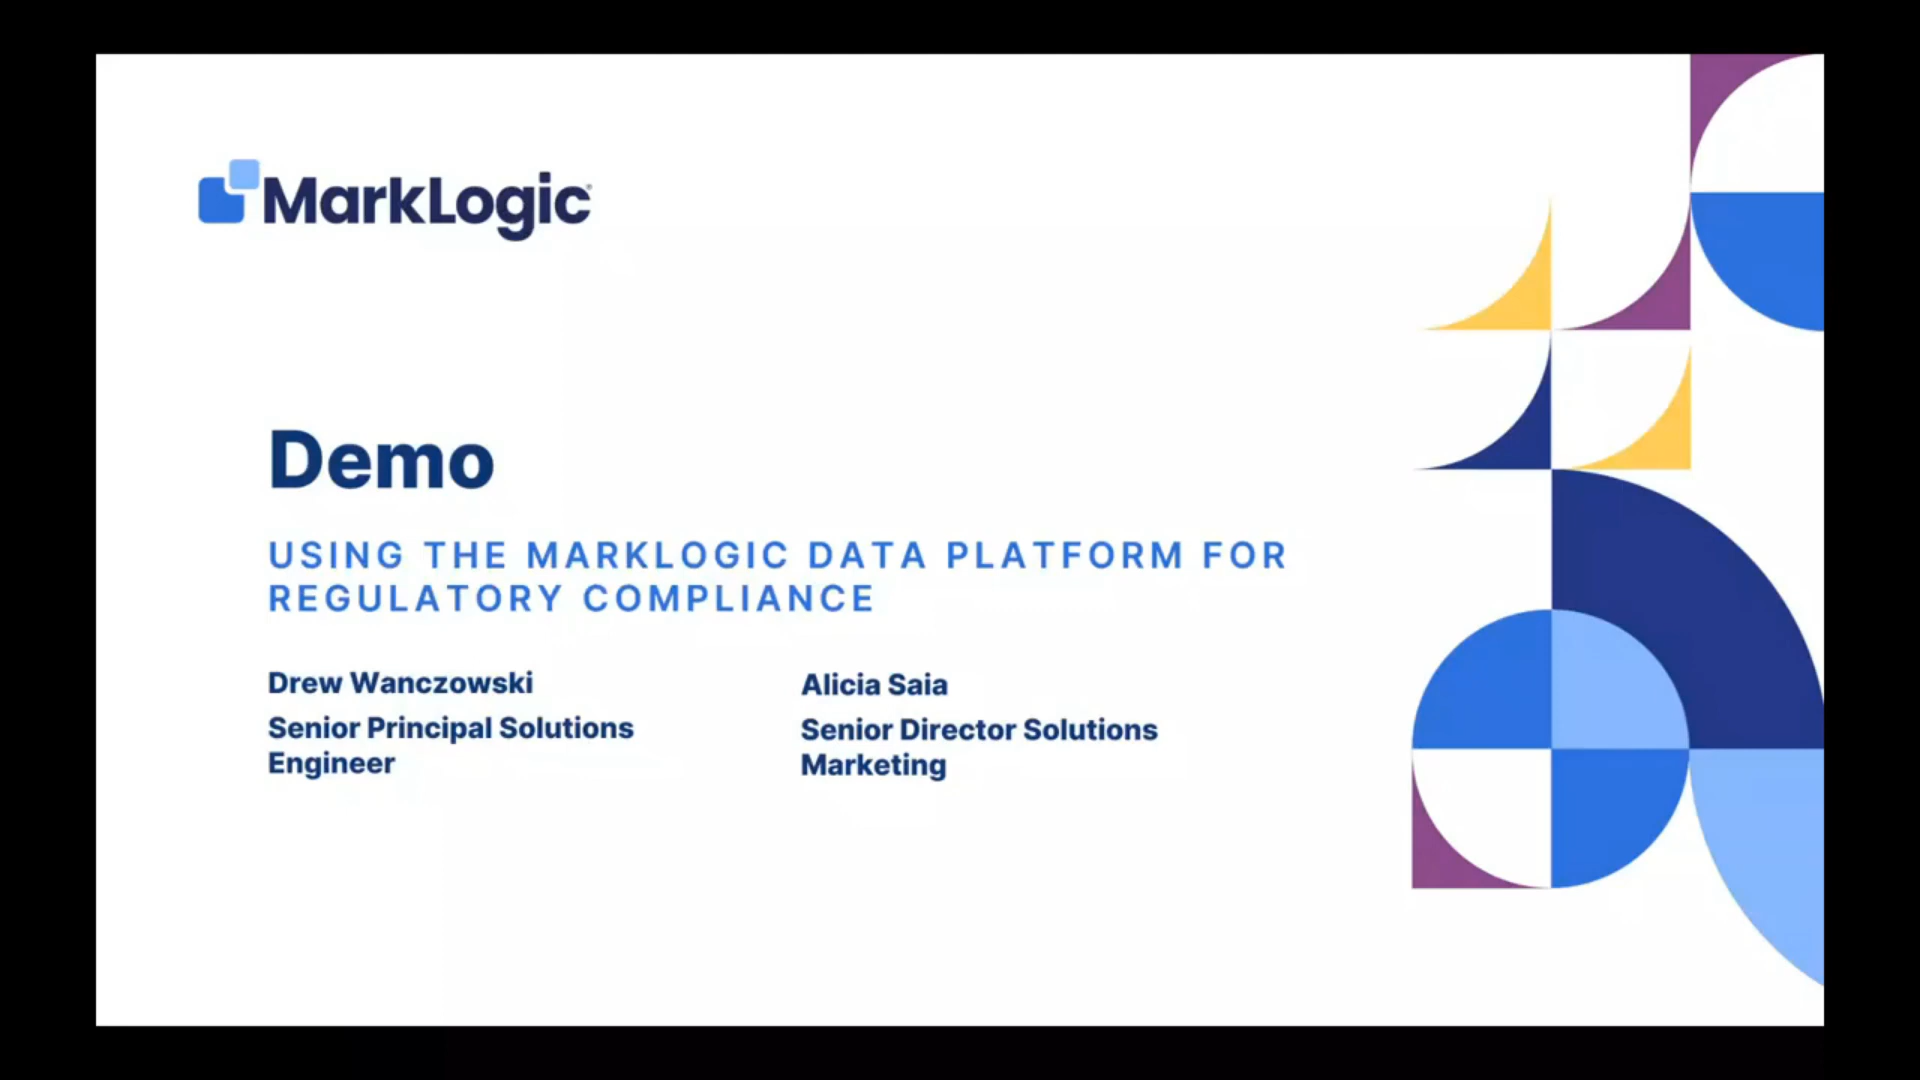 MarkLogic
Demo
USING THE MARKLOGIC DATA PLATFORM FOR
REGULATORY COMPLIANCE
Drew Wanczowski
Senior Principal Solutions
Engineer
Alicia Saia
Senior Director Solutions
Marketing